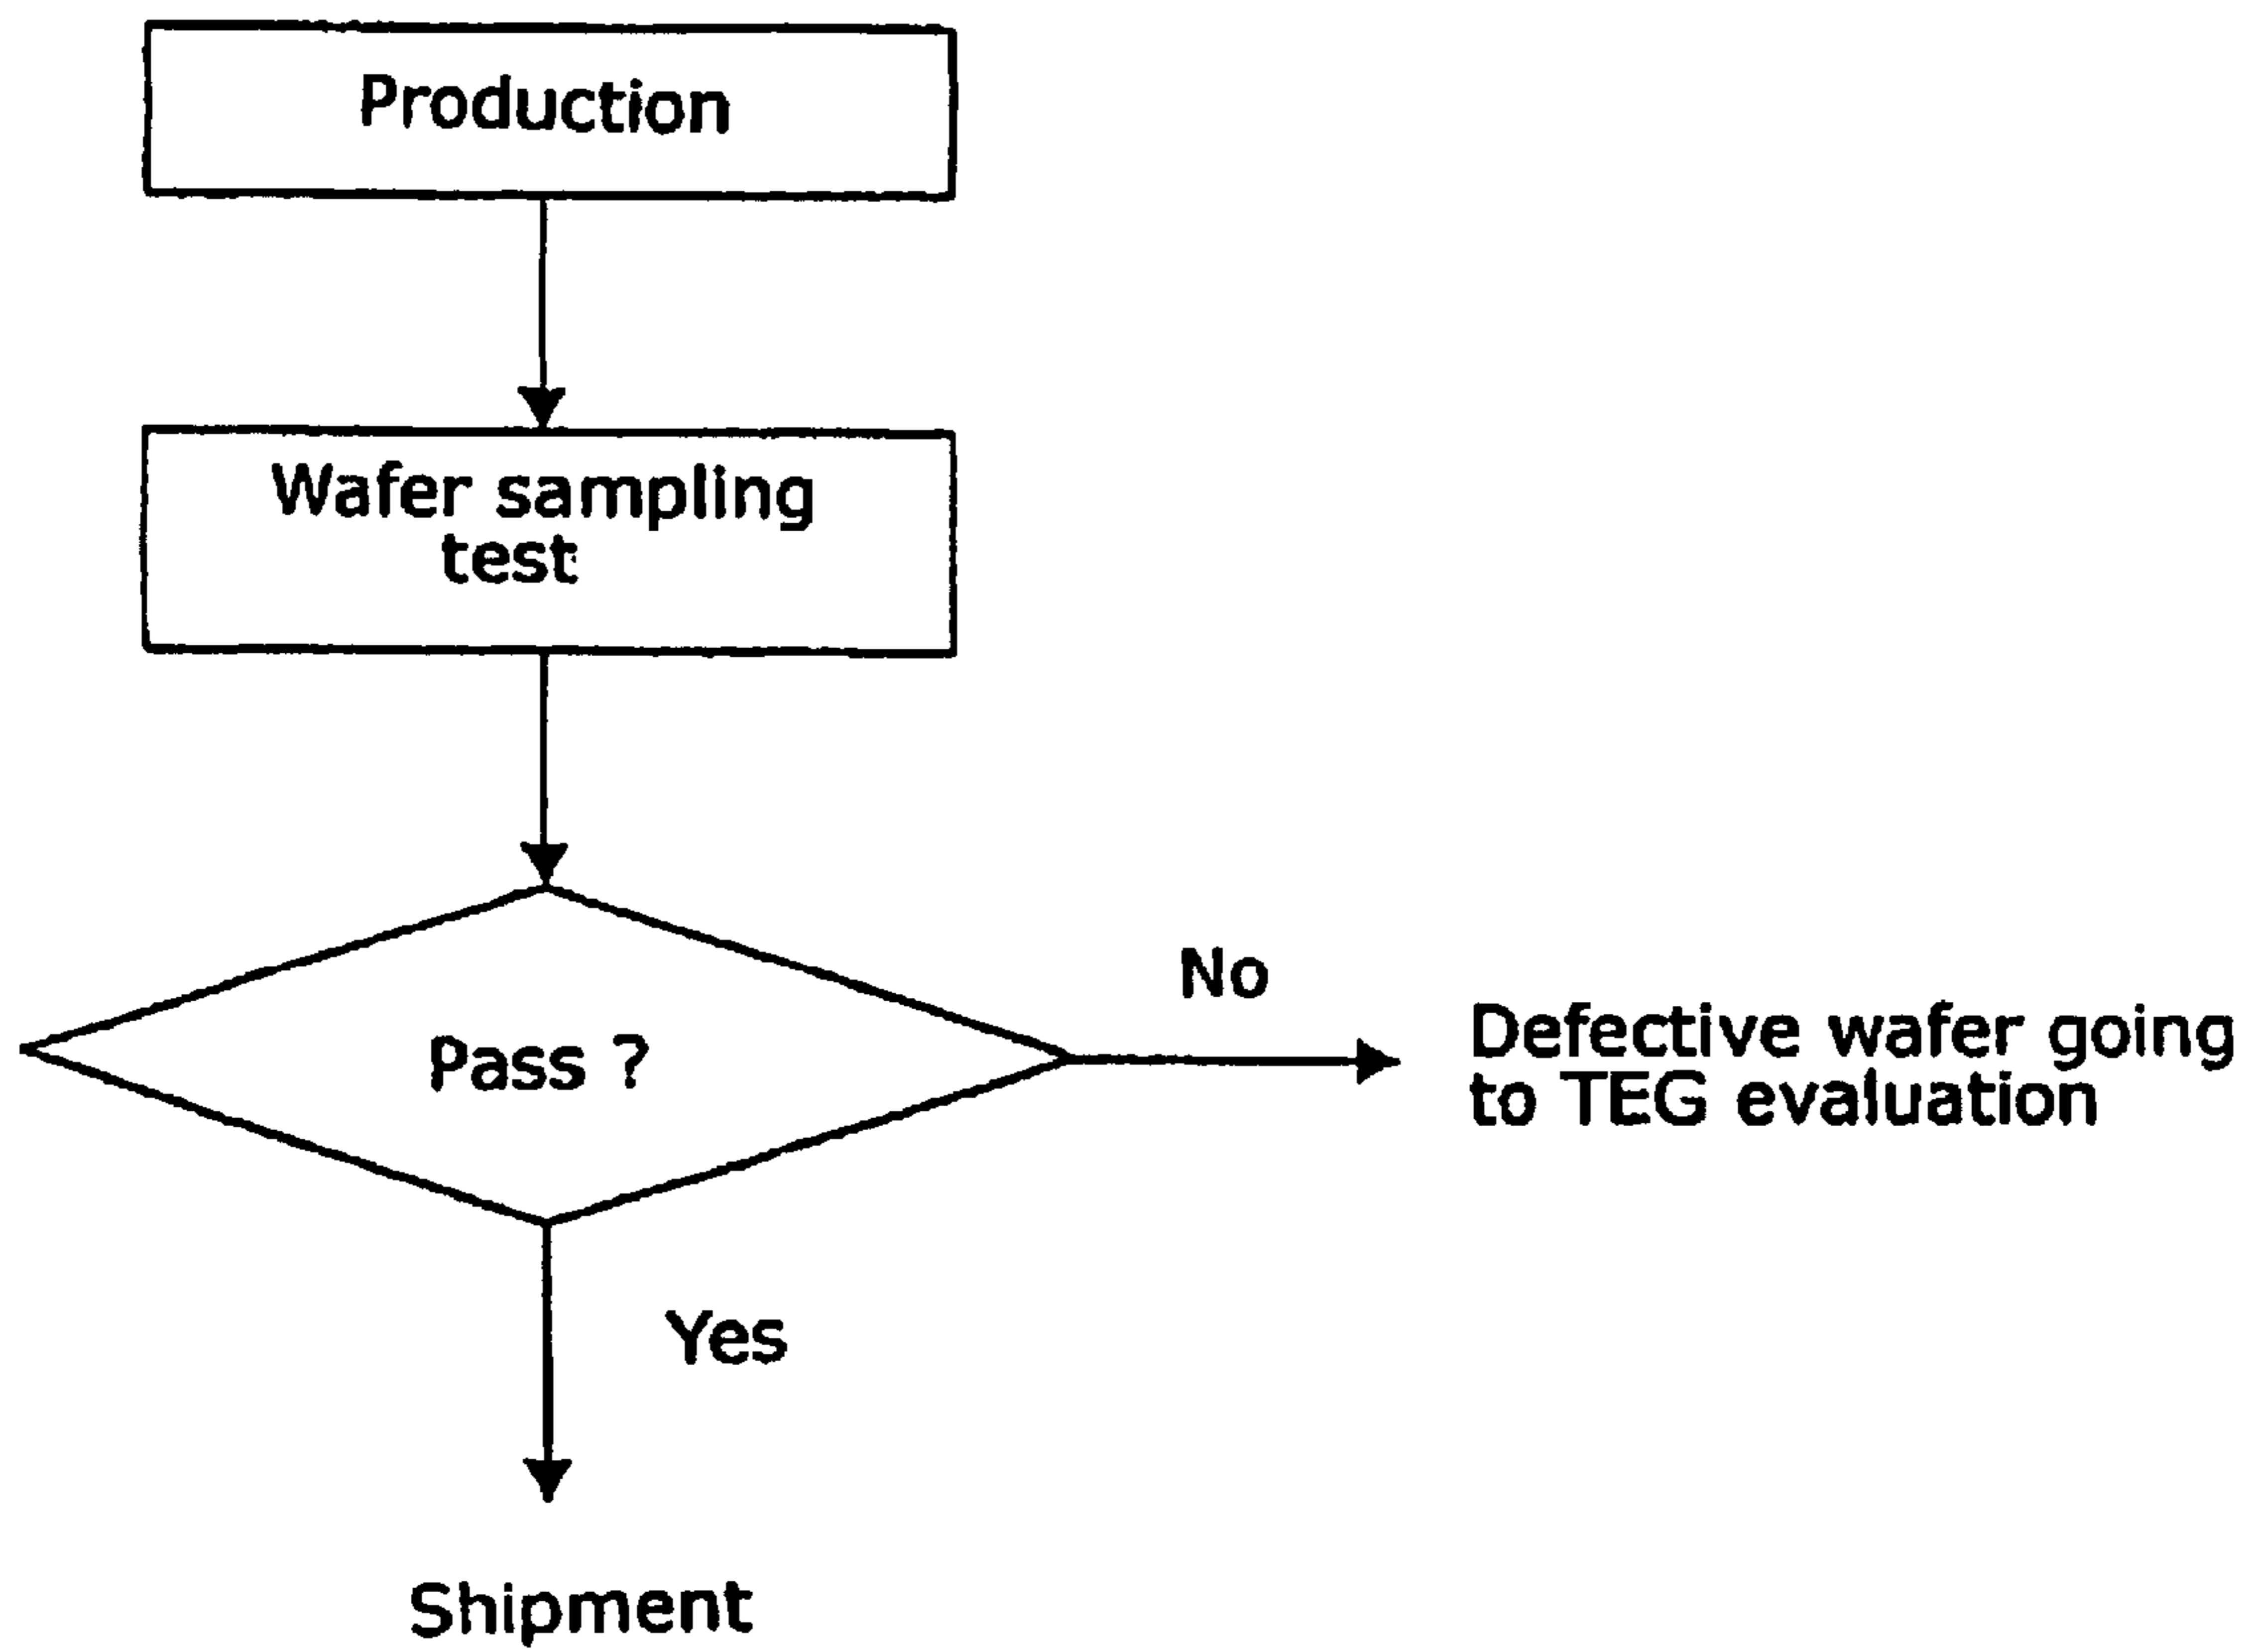 Production
Wafer sampling
test
Pass ?
No
Defective wafer going
to TEG evaluation
Yes
Shipment